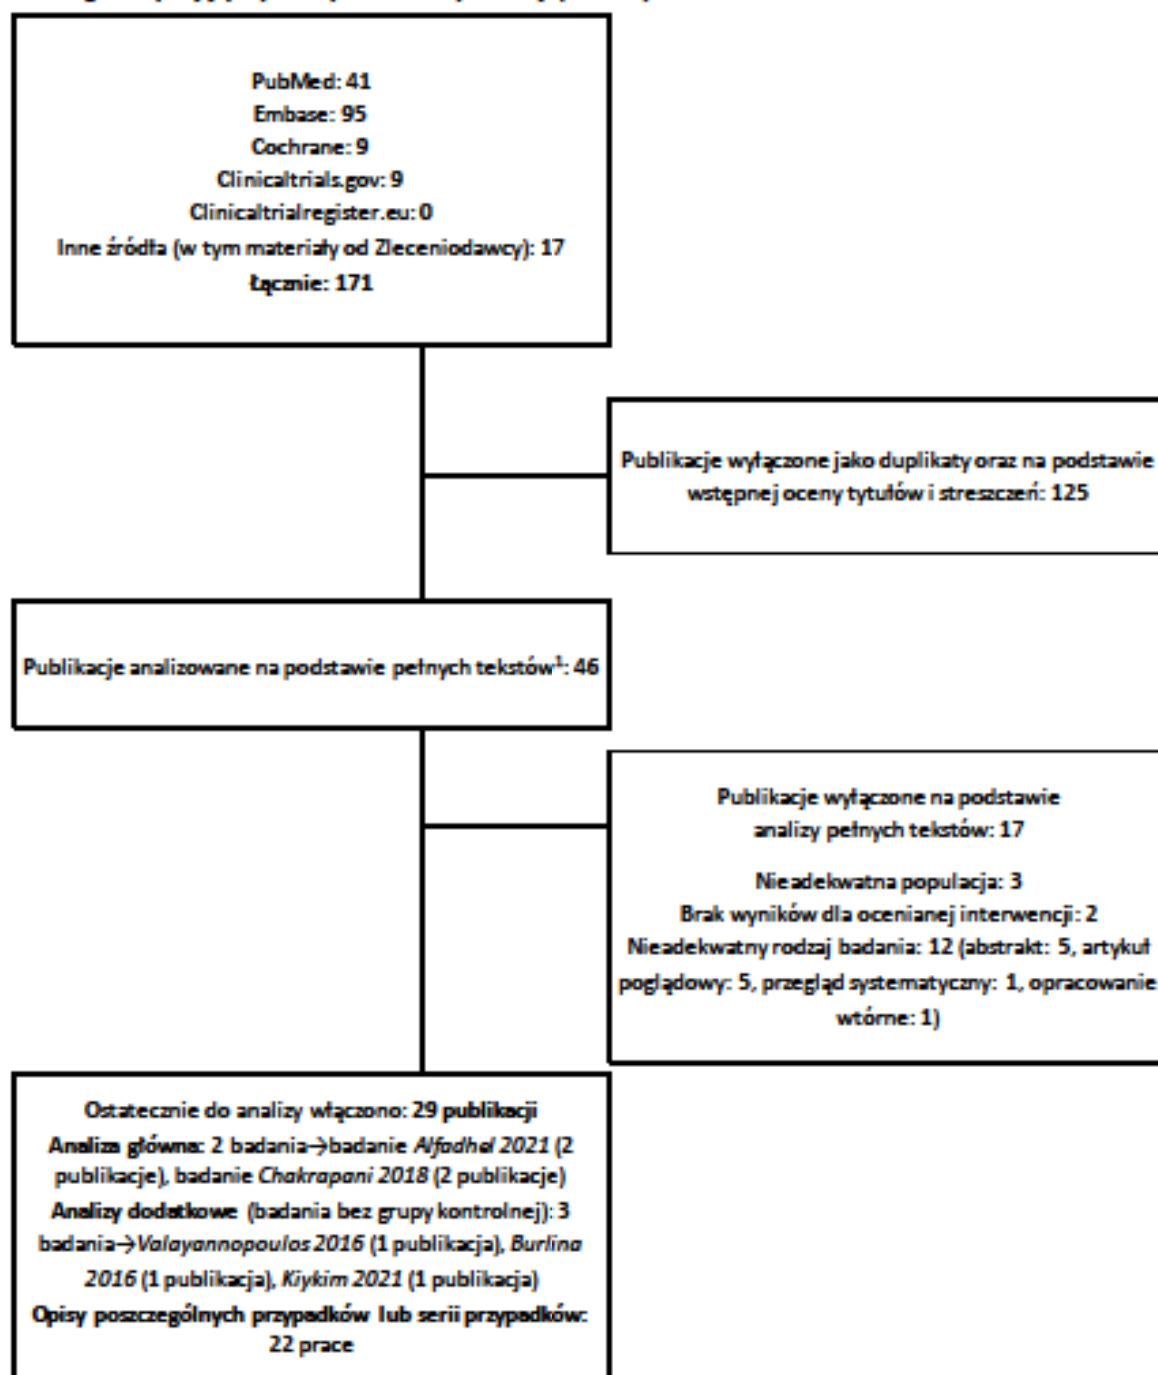 PubMed: 41
Embase: 95
Cochrane: 9
Clinicaltrials.gov: 9
Clinicaltrialregister.eu: 0
Inne źródła (w tym materiały od Zleceniodawcy): 17
Łącznie: 171
Publikacje wyłączone jako duplikaty oraz na podstawie
wstępnej oceny tytułów i streszczeń: 125
Publikacje analizowane na podstawie pełnych tekstów¹: 46
Publikacje wyłączone na podstawie
analizy pełnych tekstów: 17
Nieadekwatna populacja: 3
Brak wyników dla ocenianej interwencji: 2
Nieadekwatny rodzaj badania: 12 (abstrakt: 5, artykuł
poglądowy: 5, przegląd systematyczny: 1, opracowanie
wtórne: 1)
Ostatecznie do analizy włączono: 29 publikacji
Analiza główna: 2 badania→badanie Alfadhel 2021 (2
publikacje), badanie Chakrapani 2018 (2 publikacje)
Analizy dodatkowe (badania bez grupy kontrolnej): 3
badania→Valayannopoulos 2016 (1 publikacja), Burlina
2016 (1 publikacja), Kiykim 2021 (1 publikacja)
Opisy poszczególnych przypadków lub serii przypadków:
22 prace